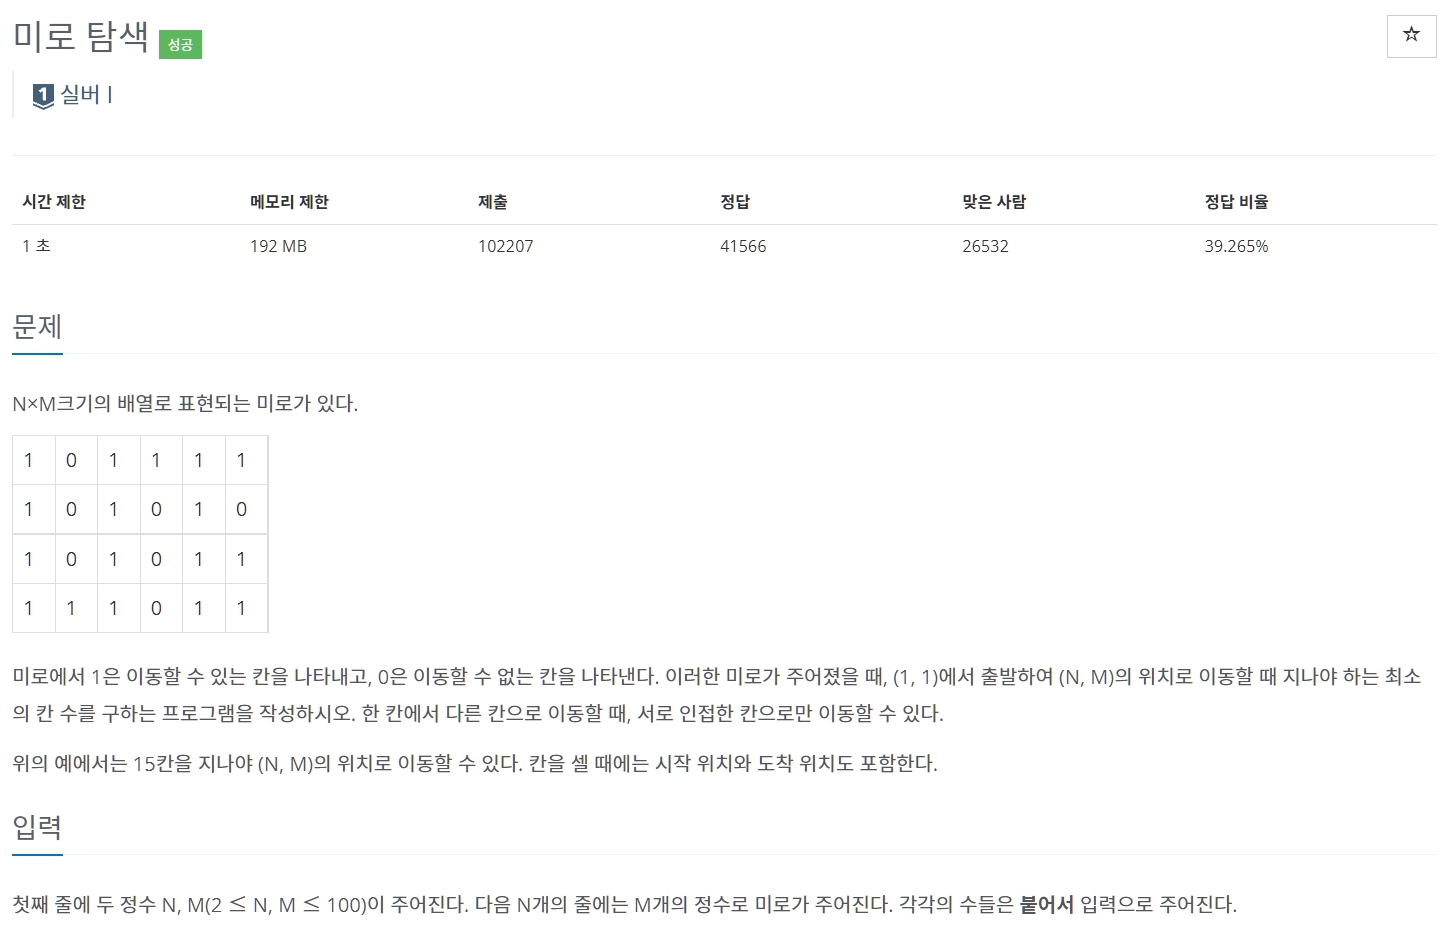 미로 탐색 성공
☆
1 실버 I
시간 제한 메모리 제한 제출 정답 맞은 사람 정답 비율
1 초 192 MB 102207 41566 26532 39.265%
문제
N×M크기의 배열로 표현되는 미로가 있다.
1 0 1 1 1 1
1 0 1 0 1 0
1 0 1 0 1 1
1 1 1 0 1 1
미로에서 1은 이동할 수 있는 칸을 나타내고, 0은 이동할 수 없는 칸을 나타낸다. 이러한 미로가 주어졌을 때, (1, 1)에서 출발하여 (N, M)의 위치로 이동할 때 지나야 하는 최소
의 칸 수를 구하는 프로그램을 작성하시오. 한 칸에서 다른 칸으로 이동할 때, 서로 인접한 칸으로만 이동할 수 있다.
위의 예에서는 15칸을 지나야 (N, M)의 위치로 이동할 수 있다. 칸을 셀 때에는 시작 위치와 도착 위치도 포함한다.
입력
첫째 줄에 두 정수 N, M(2 ≤ N, M ≤ 100)이 주어진다. 다음 N개의 줄에는 M개의 정수로 미로가 주어진다. 각각의 수들은 붙어서 입력으로 주어진다.